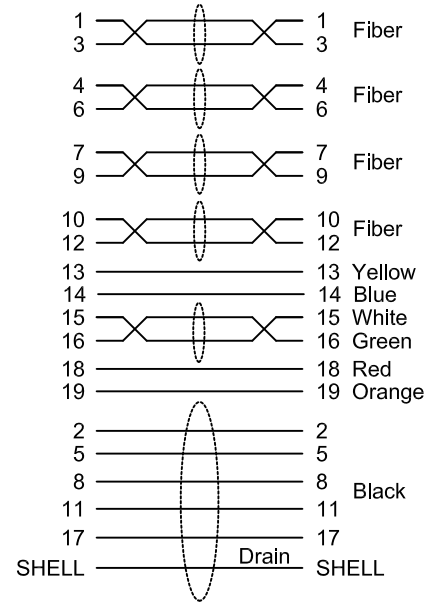 1 1 Fiber
3 3
4 4 Fiber
6 6
7 7 Fiber
9 9
10 10 Fiber
12 12
13 13 Yellow
14 14 Blue
15 15 White
16 16 Green
18 18 Red
19 19 Orange
2 2
5 5
8 8 Black
11 11
17 17
SHELL Drain SHELL